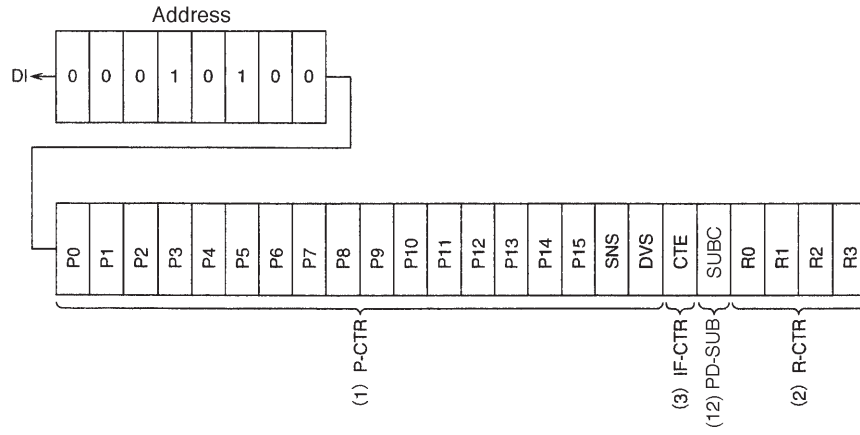 Address
DI 0 0 0 1 0 1 0 0
P0 P1 P2 P3 P4 P5 P6 P7 P8 P9 P10 P11 P12 P13 P14 P15 SNS DVS CTE SUBC R0 R1 R2 R3
(1) P-CTR (3) IF-CTR (12) PD-SUB (2) R-CTR